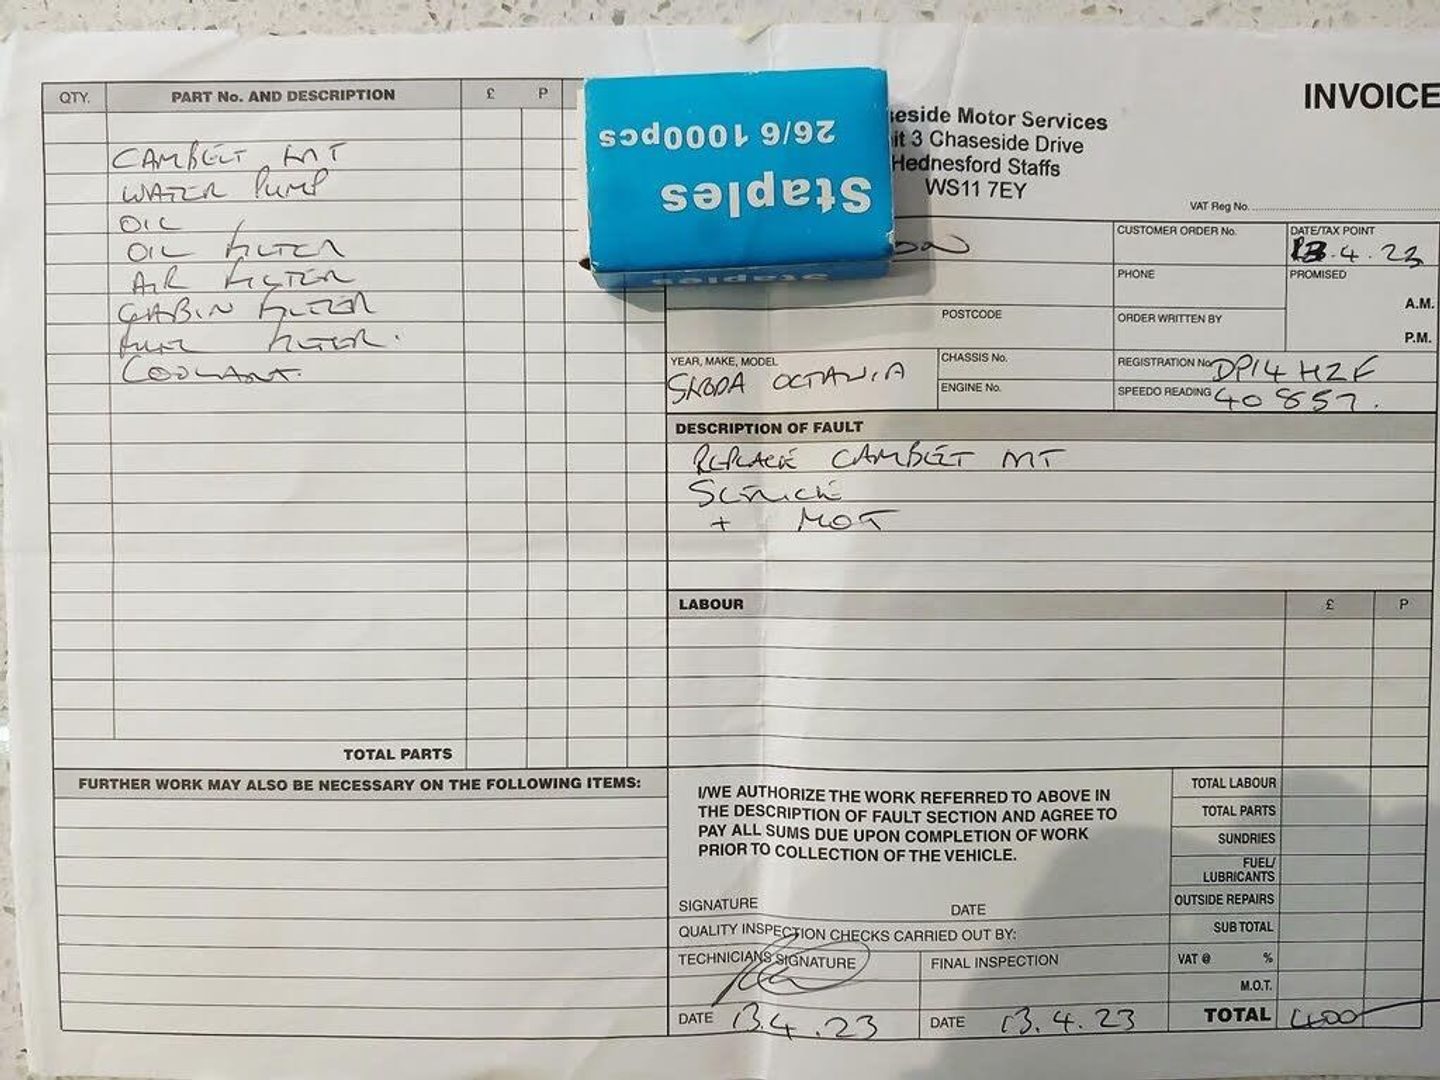 QTY. PART No. AND DESCRIPTION £ P
CAMBELT KIT
WATER PUMP
OIL
OIL FILTER
AIR FILTER
CABIN FILTER
FUEL FILTER.
COOLANT.
TOTAL PARTS
FURTHER WORK MAY ALSO BE NECESSARY ON THE FOLLOWING ITEMS:
Staples
26/6 1000pcs
Staples
INVOICE
eside Motor Services
it 3 Chaseside Drive
Hednesford Staffs
WS11 7EY
VAT Reg No.
CUSTOMER ORDER No.
DATE/TAX POINT
13.4.23
PHONE
PROMISED
A.M.
P.M.
POSTCODE
ORDER WRITTEN BY
YEAR, MAKE, MODEL
SKODA OCTAVIA
CHASSIS No.
ENGINE No.
REGISTRATION No. DP14 HZF
SPEEDO READING 40857.
DESCRIPTION OF FAULT
REPLACE CAMBELT KIT
SERVICE
+ MOT
LABOUR £ P
I/WE AUTHORIZE THE WORK REFERRED TO ABOVE IN
THE DESCRIPTION OF FAULT SECTION AND AGREE TO
PAY ALL SUMS DUE UPON COMPLETION OF WORK
PRIOR TO COLLECTION OF THE VEHICLE.
SIGNATURE DATE
QUALITY INSPECTION CHECKS CARRIED OUT BY:
TECHNICIANS SIGNATURE
FINAL INSPECTION
DATE 13.4.23
DATE 13.4.23
TOTAL LABOUR
TOTAL PARTS
SUNDRIES
FUEL/
LUBRICANTS
OUTSIDE REPAIRS
SUB TOTAL
VAT @ %
M.O.T.
TOTAL 400